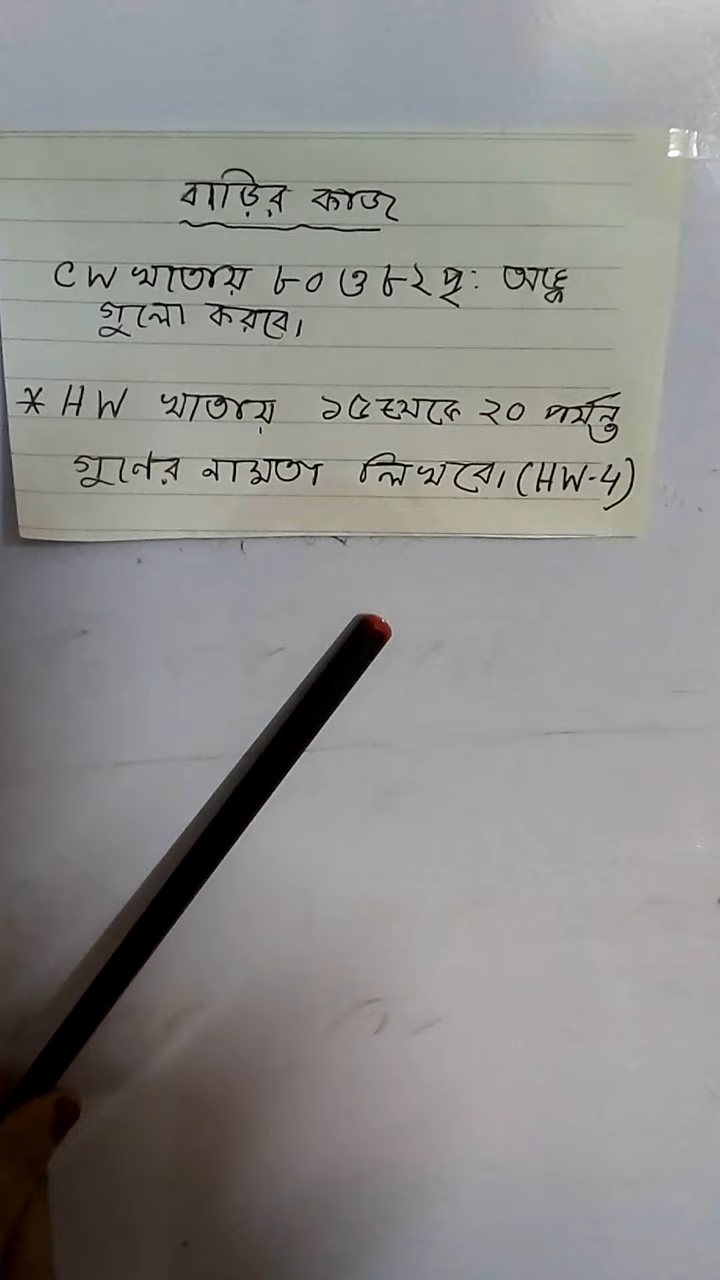 বাড়ির কাজ
CW খাতায় ৮০ ও ৮২ পৃ: অঙ্ক
গুলো করবে।
* HW খাতায় ১৫ থেকে ২০ পর্যন্ত
গুণের নামতা লিখবে। (HW-4)